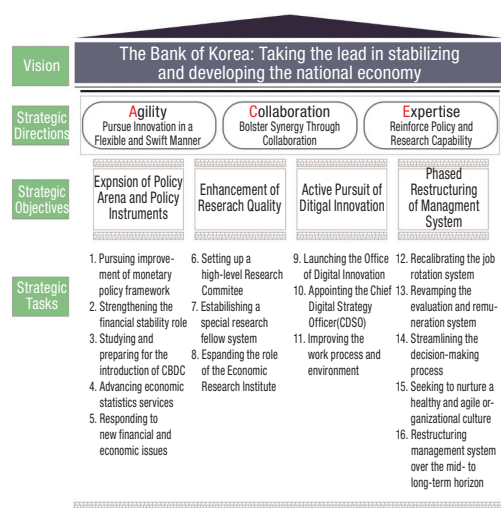 Vision
The Bank of Korea: Taking the lead in stabilizing
and developing the national economy
Strategic
Directions
Agility
Pursue Innovation in a
Flexible and Swift Manner
Collaboration
Bolster Synergy Through
Collaboration
Expertise
Reinforce Policy and
Research Capability
Strategic
Objectives
Expnsion of Policy
Arena and Policy
Instruments
Enhancement of
Reserach Quality
Active Pursuit of
Ditigal Innovation
Phased
Restructuring
of Managment
System
Strategic
Tasks
1. Pursuing improve-
ment of monetary
policy framework
2. Strengthening the
financial stability role
3. Studying and
preparing for the
introduction of CBDC
4. Advancing economic
statistics services
5. Responding to
new financial and
economic issues
6. Setting up a
high-level Research
Commitee
7. Estabilishing a
special research
fellow system
8. Espanding the role
of the Economic
Research Institute
9. Launching the Office
of Digital Innovation
10. Appointing the Chief
Digital Strategy
Officer(CDSO)
11. Improving the
work process and
environment
12. Recalibrating the job
rotation system
13. Revamping the
evaluation and remu-
neration system
14. Streamlining the
decision-making
process
15. Seeking to nurture a
healthy and agile or-
ganizational culture
16. Restructuring
management system
over the mid- to
long-term horizon